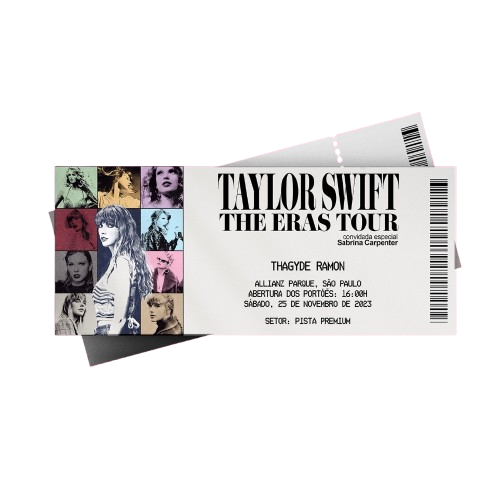 TAYLOR SWIFT
THE ERAS TOUR
convidada especial
Sabrina Carpenter
THAGYDE RAMON
ALLIANZ PARQUE, SÃO PAULO
ABERTURA DOS PORTÕES: 16:00H
SÁBADO, 25 DE NOVEMBRO DE 2023
SETOR: PISTA PREMIUM